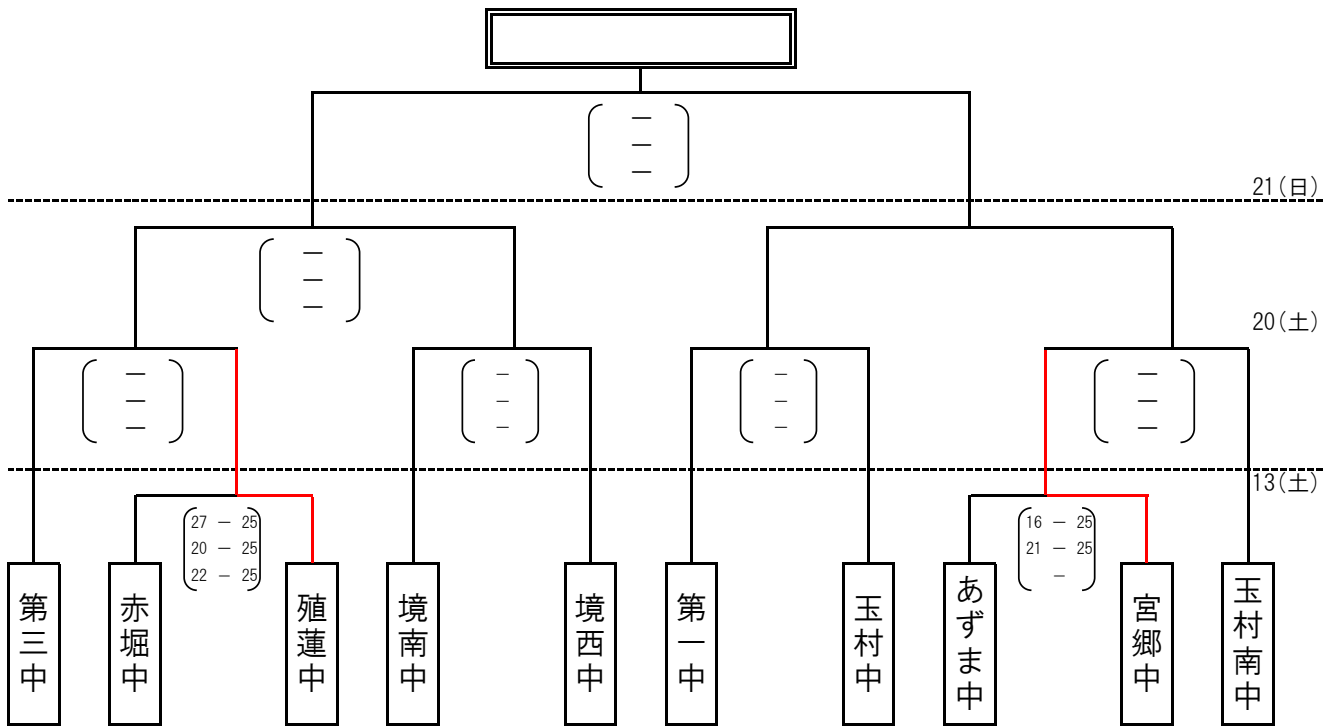 —
—
—
21(日)
—
—
—
20(土)
—
—
—
–
–
–
–
–
–
—
—
—
13(土)
27 － 25
20 － 25
22 － 25
16 － 25
21 － 25
–
第三中
赤堀中
殖蓮中
境南中
境西中
第一中
玉村中
あずま中
宮郷中
玉村南中